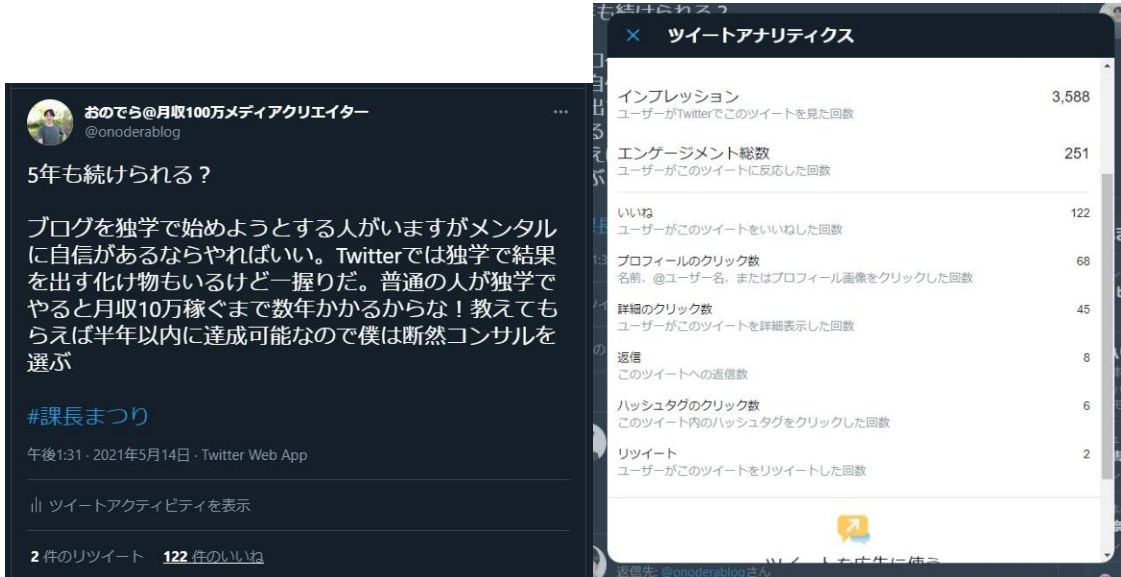 おのでら@月収100万メディアクリエイター
@onoderablog
5年も続けられる？
ブログを独学で始めようとする人がいますがメンタル
に自信があるならやればいい。Twitterでは独学で結果
を出す化け物もいるけど一握りだ。普通の人が独学で
やると月収10万稼ぐまで数年かかるからな！教えても
らえば半年以内に達成可能なので僕は断然コンサルを
選ぶ
#課長まつり
午後1:31 · 2021年5月14日 · Twitter Web App
ツイートアクティビティを表示
2 件のリツイート 122 件のいいね
も続けられる？
ツイートアナリティクス
インプレッション 3,588
ユーザーがTwitterでこのツイートを見た回数
エンゲージメント総数 251
ユーザーがこのツイートに反応した回数
いいね 122
ユーザーがこのツイートをいいねした回数
プロフィールのクリック数 68
名前、@ユーザー名、またはプロフィール画像をクリックした回数
詳細のクリック数 45
ユーザーがこのツイートを詳細表示した回数
返信 8
このツイートへの返信数
ハッシュタグのクリック数 6
このツイート内のハッシュタグをクリックした回数
リツイート 2
ユーザーがこのツイートをリツイートした回数
ツイートを広告に使う
返信先: @onoderablogさん